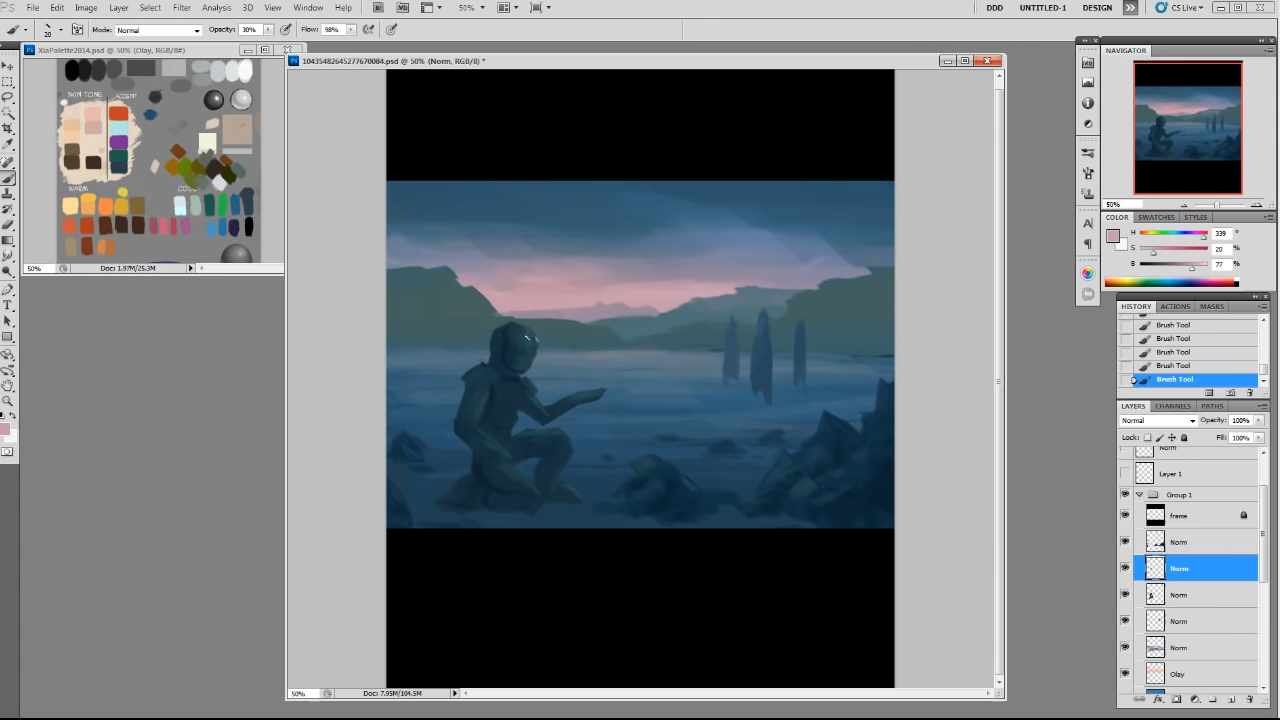 File Edit Image Layer Select Filter Analysis 3D View Window Help
50%
DDD UNTITLED-1 DESIGN CS Live
20
Mode: Normal Opacity: 30% Flow: 98%
XiaPalette2014.psd @ 50% (Olay, RGB/8#)
SKIN TONE ACCENT
WARM
50% Doc: 1.97M/25.3M
10435482645277670084.psd @ 50% (Norm, RGB/8) *
50% Doc: 7.95M/104.5M
NAVIGATOR
50%
COLOR SWATCHES STYLES
H 339 °
S 20 %
B 77 %
HISTORY ACTIONS MASKS
Brush Tool
Brush Tool
Brush Tool
Brush Tool
Brush Tool
LAYERS CHANNELS PATHS
Normal Opacity: 100%
Lock: Fill: 100%
Norm
Layer 1
Group 1
frame
Norm
Norm
Norm
Norm
Norm
Olay